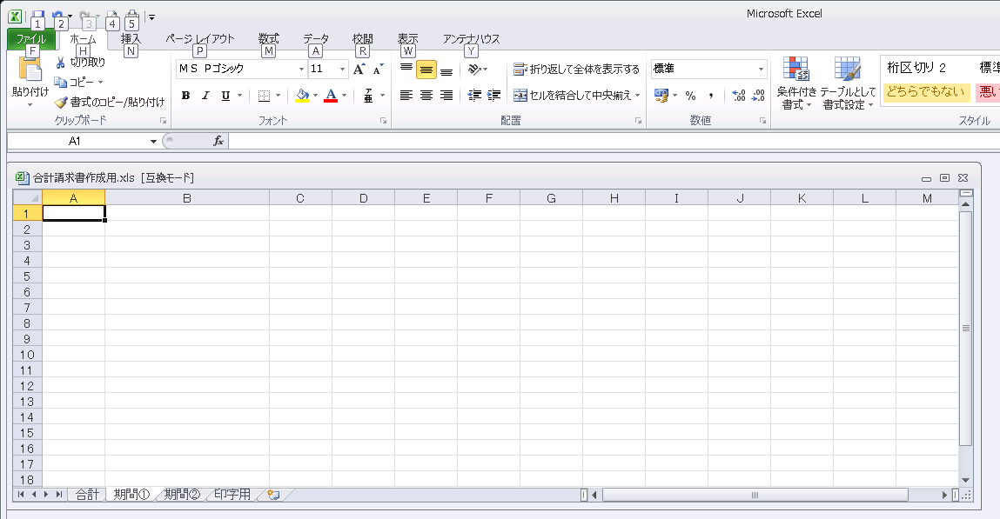 Microsoft Excel
1 2 3 4 5
ファイル ホーム 挿入 ページ レイアウト 数式 データ 校閲 表示 アンテナハウス
F H N P M A R W Y
切り取り
コピー
書式のコピー/貼り付け
貼り付け
クリップボード
ＭＳ Ｐゴシック 11
B I U
フォント
折り返して全体を表示する
セルを結合して中央揃え
配置
標準
% ,
数値
条件付き
書式
テーブルとして
書式設定
桁区切り 2 標準
どちらでもない 悪い
スタイル
A1 fx
合計請求書作成用.xls [互換モード]
A B C D E F G H I J K L M
1
2
3
4
5
6
7
8
9
10
11
12
13
14
15
16
17
18
合計 期間① 期間② 印字用